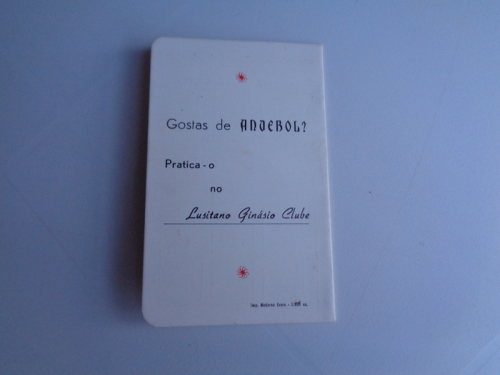 Gostas de ANDEBOL?
Pratica-o
no
Lusitano Ginásio Clube